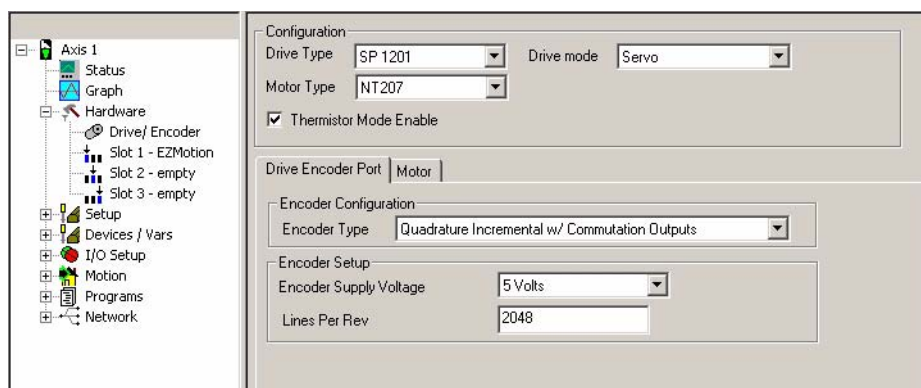 Axis 1
Status
Graph
Hardware
Drive/ Encoder
Slot 1 - EZMotion
Slot 2 - empty
Slot 3 - empty
Setup
Devices / Vars
I/O Setup
Motion
Programs
Network
Configuration
Drive Type SP 1201 Drive mode Servo
Motor Type NT207
Thermistor Mode Enable
Drive Encoder Port Motor
Encoder Configuration
Encoder Type Quadrature Incremental w/ Commutation Outputs
Encoder Setup
Encoder Supply Voltage 5 Volts
Lines Per Rev 2048